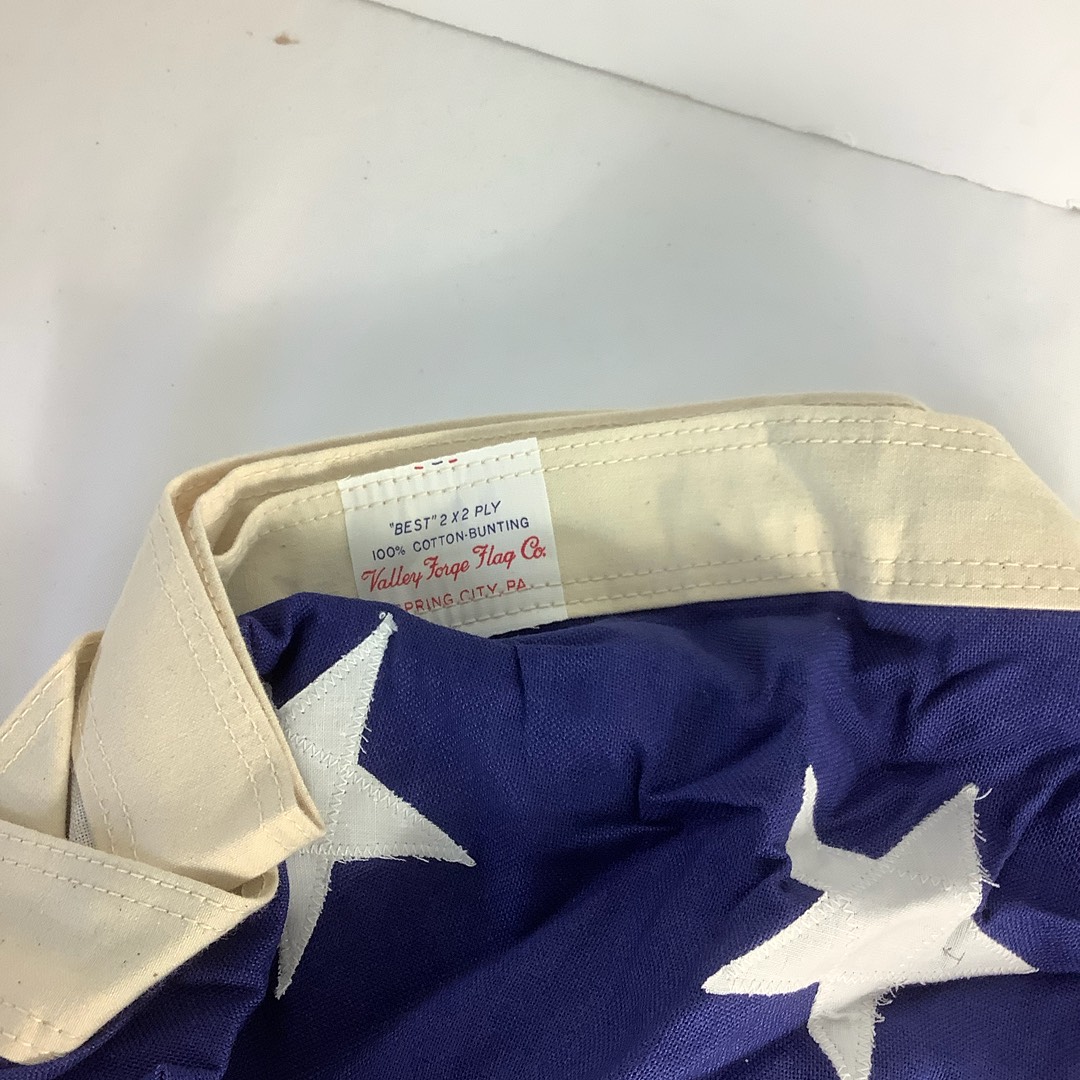 "BEST" 2 X 2 PLY
100% COTTON-BUNTING
Valley Forge Flag Co.
SPRING CITY, PA.